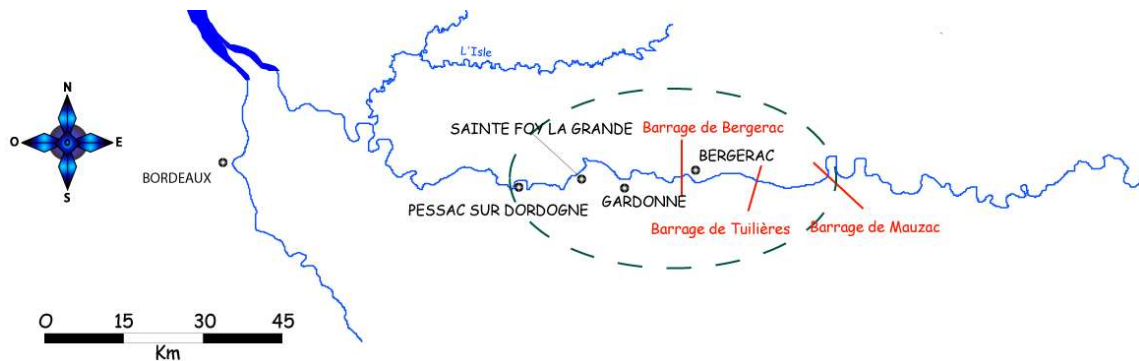 L'Isle
N
SAINTE FOY LA GRANDE
Barrage de Bergerac
O
E
BERGERAC
S
BORDEAUX
PESSAC SUR DORDOGNE
GARDONNE
Barrage de Tuilières
Barrage de Mauzac
0 15 30 45
Km